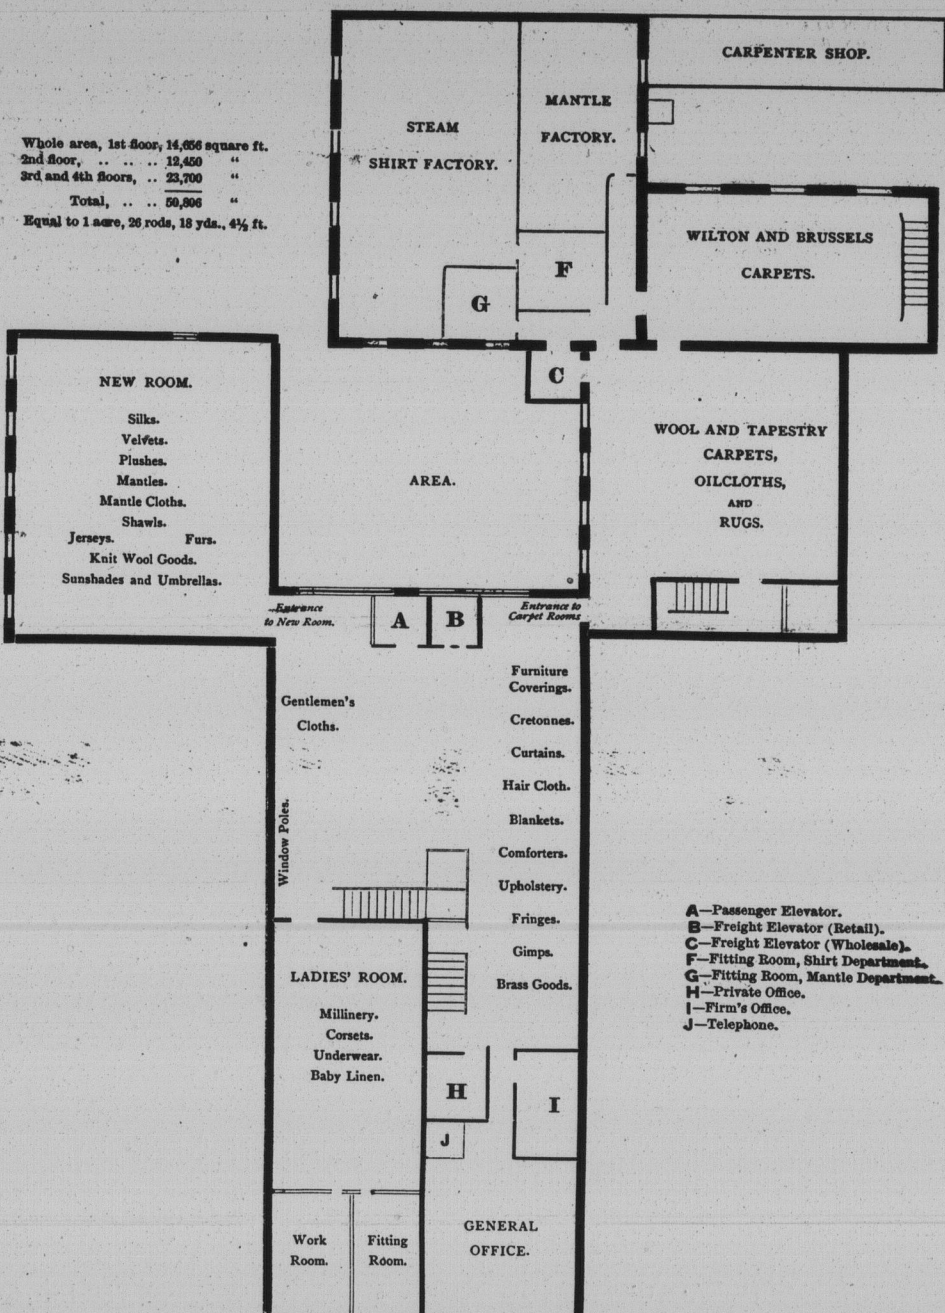 CARPENTER SHOP.
MANTLE
FACTORY.
STEAM
SHIRT FACTORY.
Whole area, 1st floor, 14,656 square ft.
2nd floor, .. .. .. 12,450 "
3rd and 4th floors, .. 23,700 "
Total, .. .. 50,806 "
Equal to 1 acre, 26 rods, 18 yds., 4½ ft.
WILTON AND BRUSSELS
CARPETS.
F
G
C
NEW ROOM.
Silks.
Velvets.
Plushes.
Mantles.
Mantle Cloths.
Shawls.
Jerseys. Furs.
Knit Wool Goods.
Sunshades and Umbrellas.
AREA.
WOOL AND TAPESTRY
CARPETS,
OILCLOTHS,
AND
RUGS.
Entrance
to New Room.
A
B
Entrance to
Carpet Rooms
Gentlemen's
Cloths.
Window Poles.
Furniture
Coverings.
Cretonnes.
Curtains.
Hair Cloth.
Blankets.
Comforters.
Upholstery.
Fringes.
Gimps.
Brass Goods.
A—Passenger Elevator.
B—Freight Elevator (Retail).
C—Freight Elevator (Wholesale).
F—Fitting Room, Shirt Department.
G—Fitting Room, Mantle Department.
H—Private Office.
I—Firm's Office.
J—Telephone.
LADIES' ROOM.
Millinery.
Corsets.
Underwear.
Baby Linen.
H
I
J
GENERAL
OFFICE.
Work
Room.
Fitting
Room.